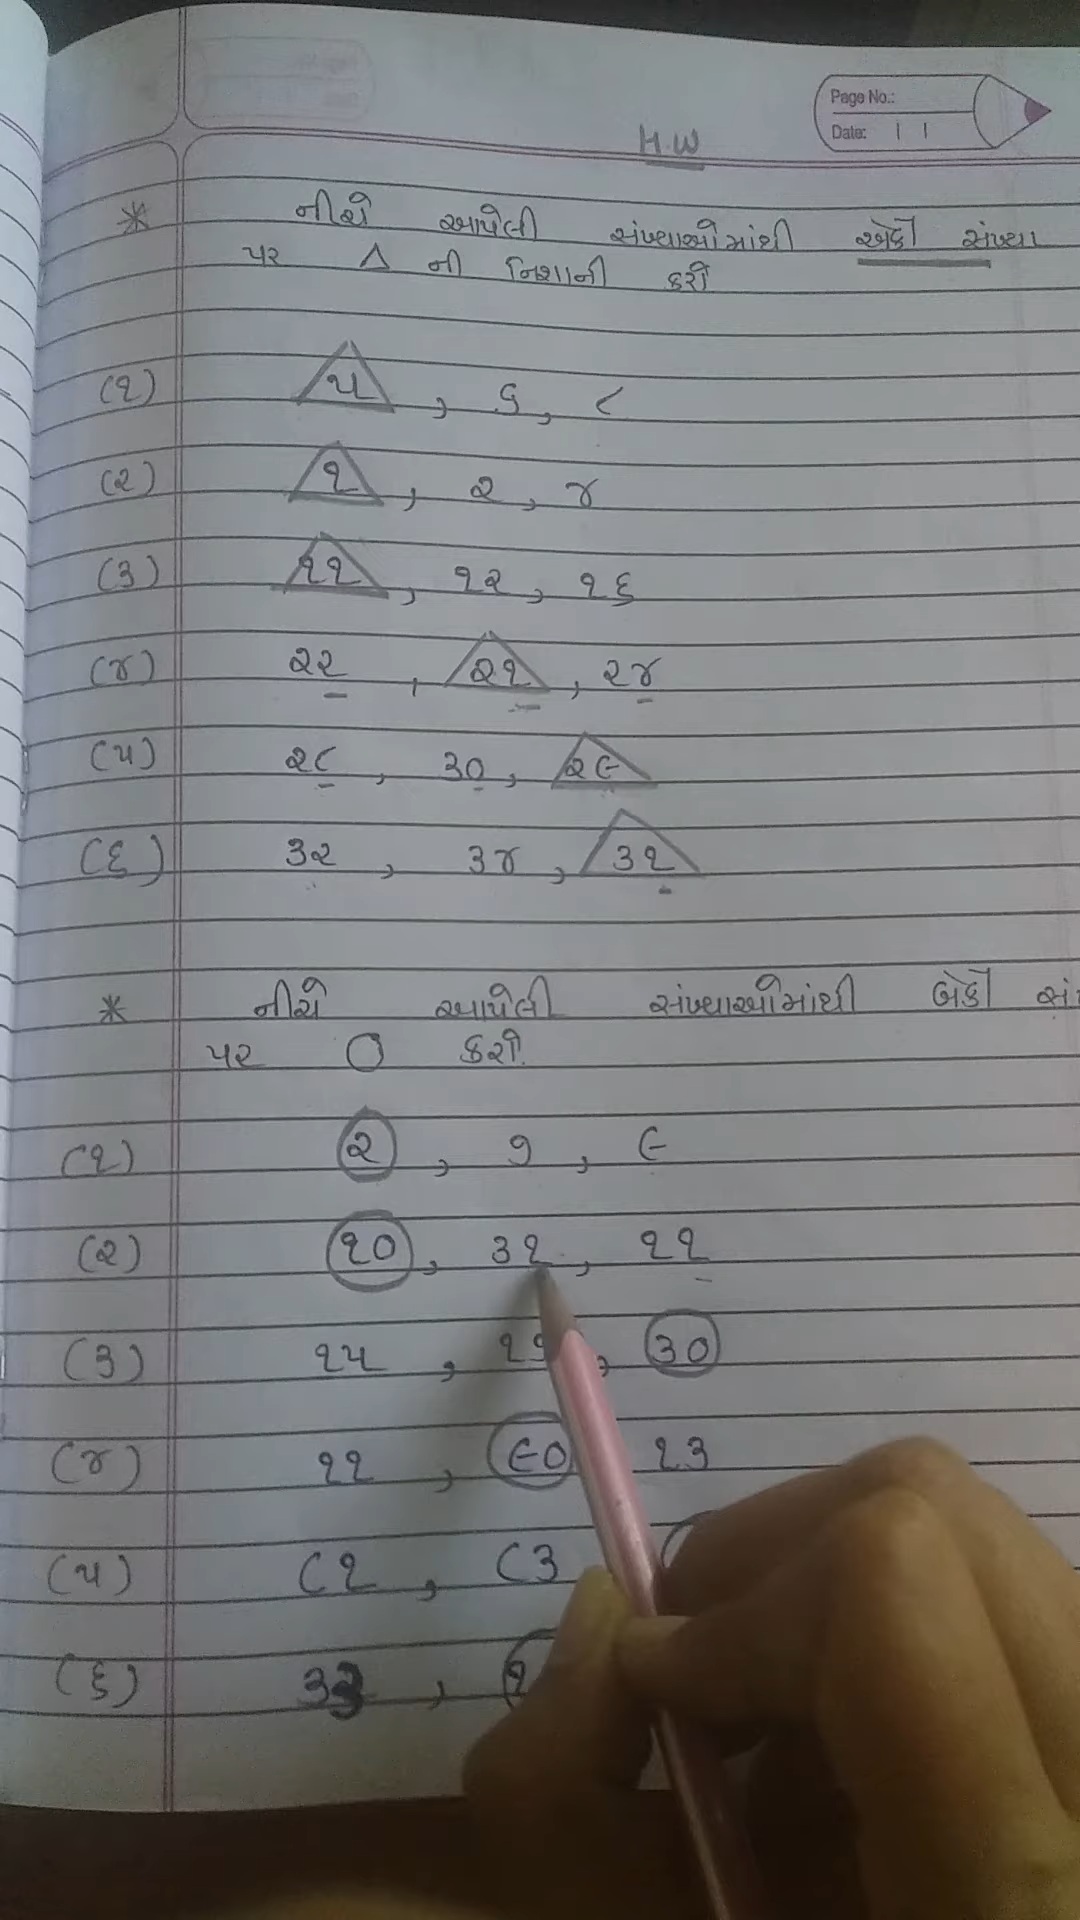 Page No.:
Date:
H.W
* નીચે આપેલી સંખ્યાઓમાંથી એકી સંખ્યા
પર △ ની નિશાની કરો
(૧) ૫ , ૬ , ૮
(૨) ૧ , ૨ , ૪
(૩) ૧૧ , ૧૨ , ૧૬
(૪) ૨૨ , ૨૧ , ૨૪
(૫) ૨૮ , ૩૦ , ૨૯
(૬) ૩૨ , ૩૪ , ૩૧
* નીચે આપેલી સંખ્યાઓમાંથી બેકી
પર ○ કરો.
(૧) ૨ , ૭ , ૯
(૨) ૧૦ , ૩૧ , ૧૧
(૩) ૧૫ , , ૩૦
(૪) ૧૧ , ૯૦ ૧૩
(૫) ૮૧ , ૮૩
(૬) ૩૩ ,